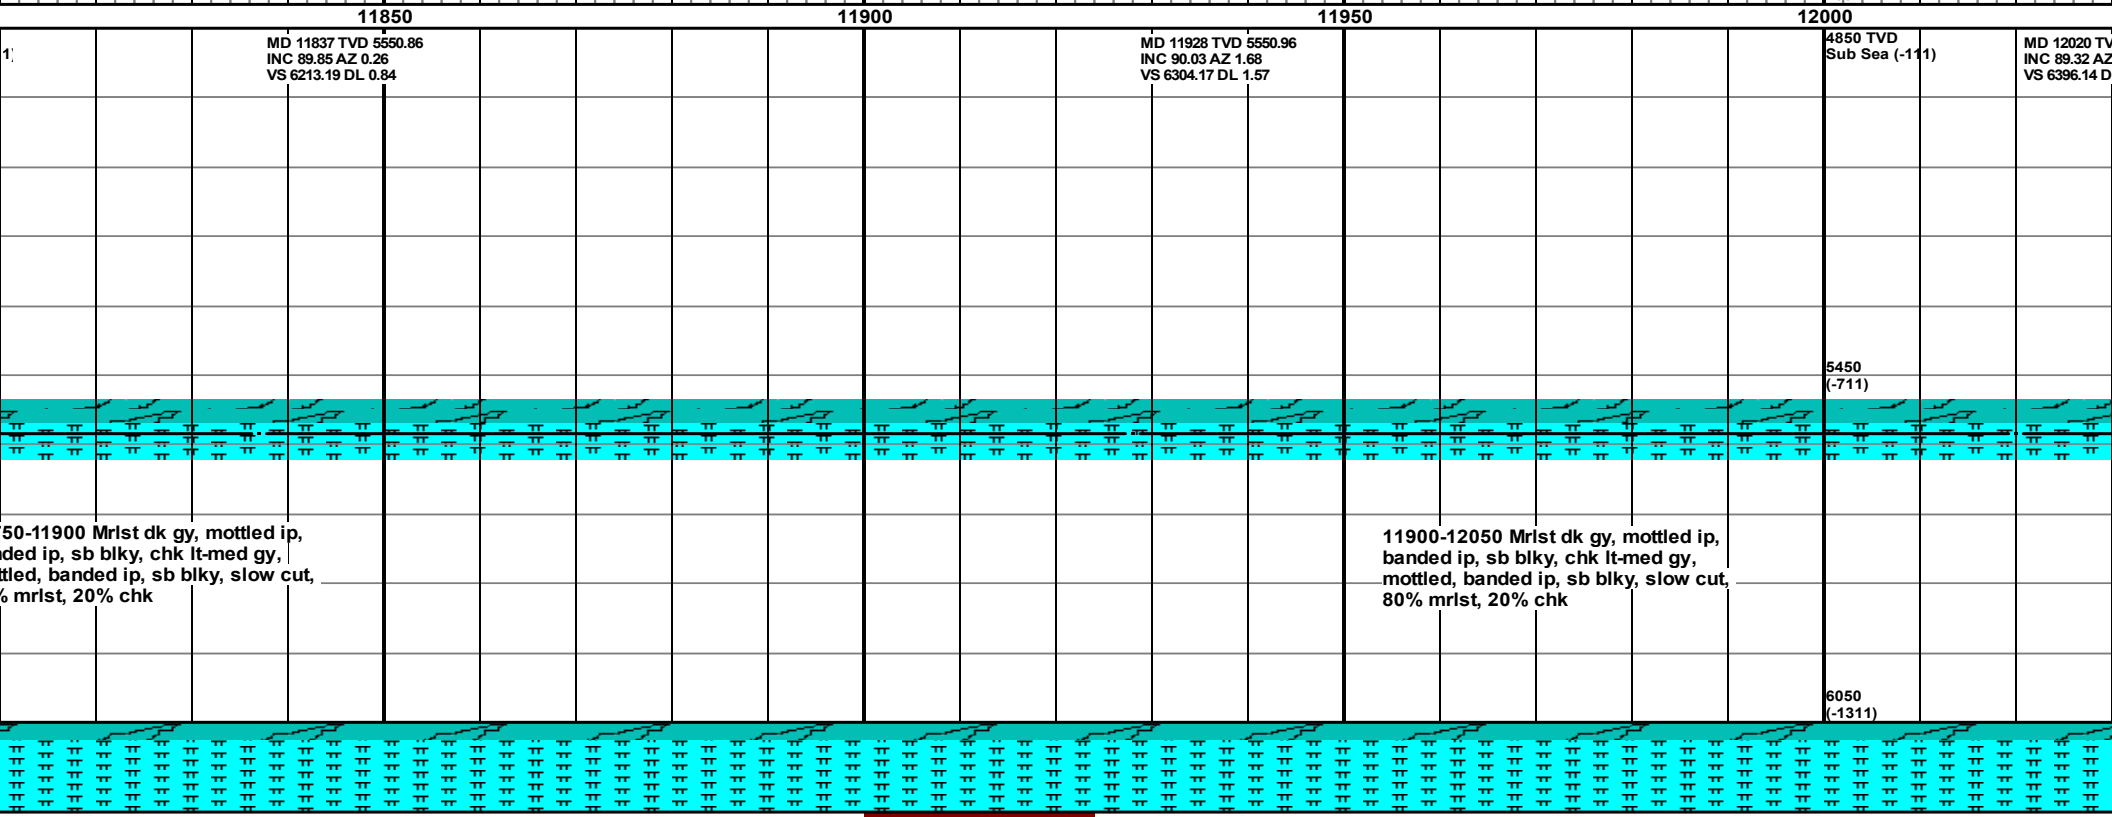 11850 11900 11950 12000
MD 11837 TVD 5550.86
INC 89.85 AZ 0.26
VS 6213.19 DL 0.84
MD 11928 TVD 5550.96
INC 90.03 AZ 1.68
VS 6304.17 DL 1.57
4850 TVD
Sub Sea (-111)
MD 12020 TV
INC 89.32 AZ
VS 6396.14 D
5450
(-711)
50-11900 Mrlst dk gy, mottled ip,
ded ip, sb blky, chk lt-med gy,
ttled, banded ip, sb blky, slow cut,
% mrlst, 20% chk
11900-12050 Mrlst dk gy, mottled ip,
banded ip, sb blky, chk lt-med gy,
mottled, banded ip, sb blky, slow cut,
80% mrlst, 20% chk
6050
(-1311)